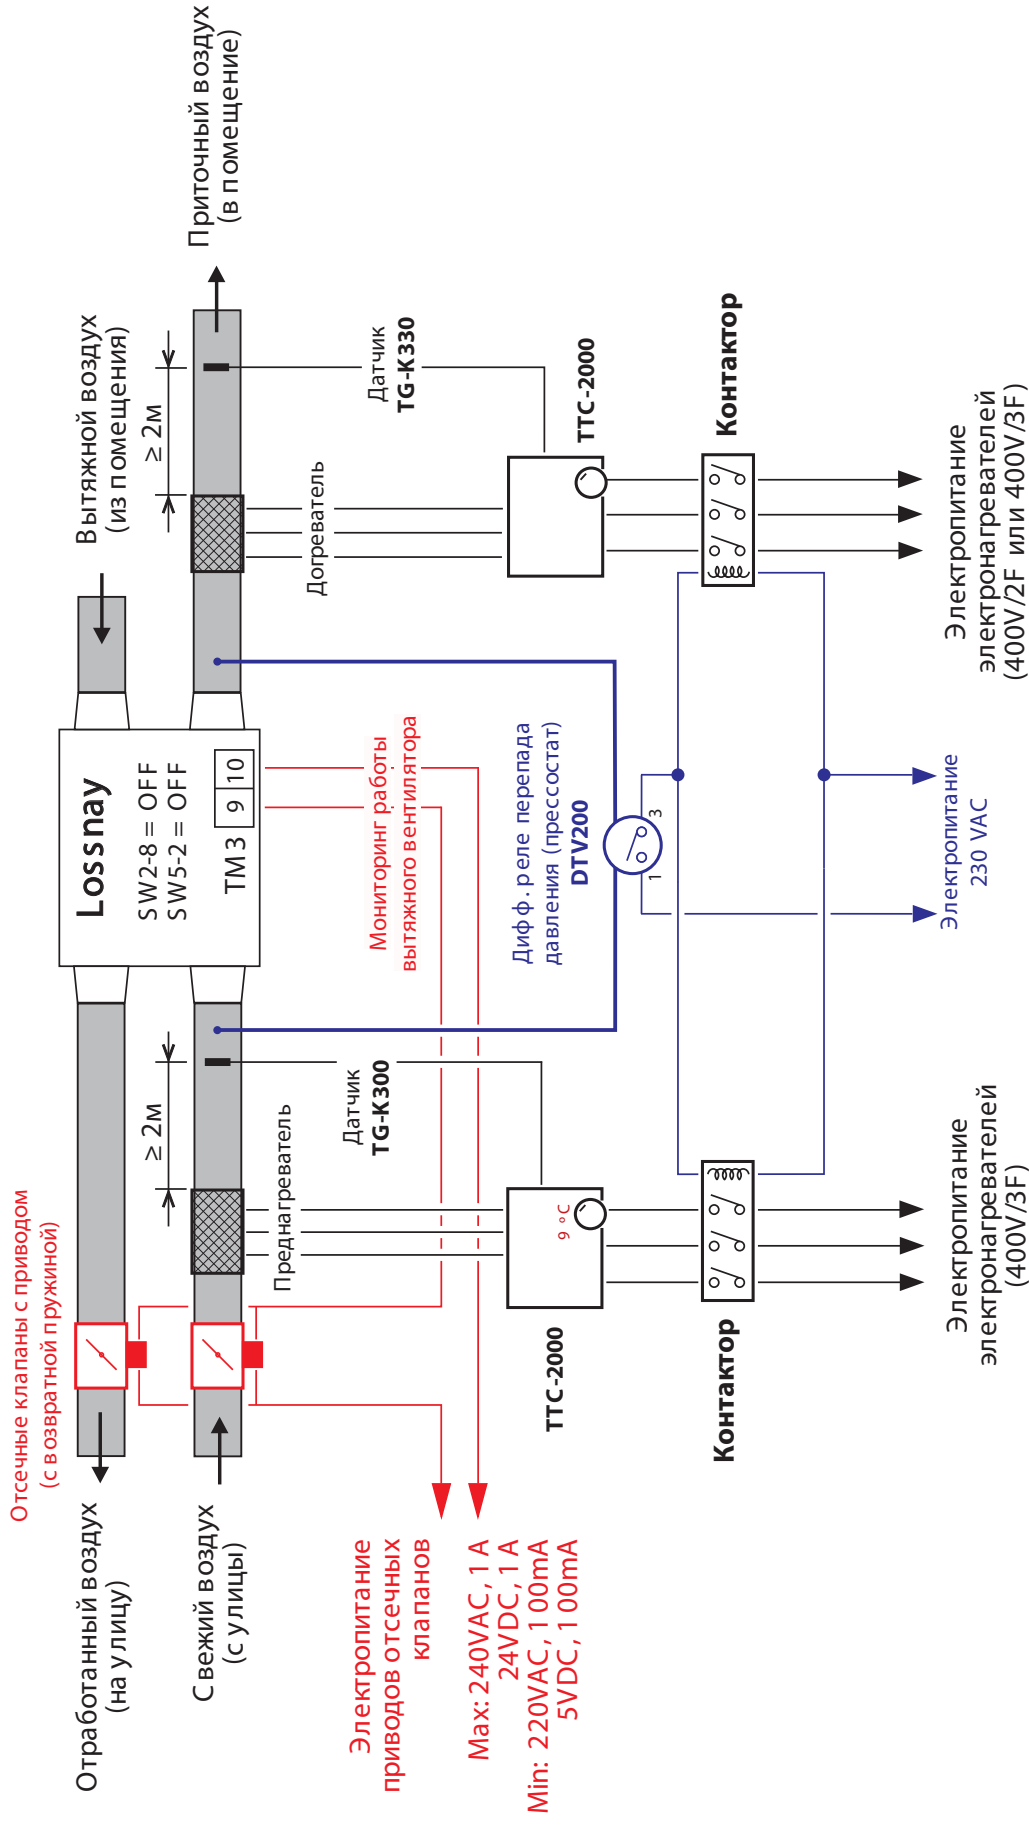 Отсечные клапаны с приводом
(с возвратной пружиной)
Отработанный воздух
(на улицу)
Свежий воздух
(с улицы)
Вытяжной воздух
(из помещения)
Приточный воздух
(в помещение)
Lossnay
SW2-8 = OFF
SW5-2 = OFF
TM3 9 10
≥ 2м
≥ 2м
Преднагреватель
Датчик
TG-K300
Мониторинг работы
вытяжного вентилятора
Догреватель
Датчик
TG-K330
Электропитание
приводов отсечных
клапанов
Max: 240VAC, 1 A
24VDC, 1 A
Min: 220VAC, 100mA
5VDC, 100mA
TTC-2000
9 °C
Дифф. реле перепада
давления (прессостат)
DTV200
1 3
TTC-2000
Контактор
Контактор
Электропитание
электронагревателей
(400V/3F)
Электропитание
230 VAC
Электропитание
электронагревателей
(400V/2F или 400V/3F)